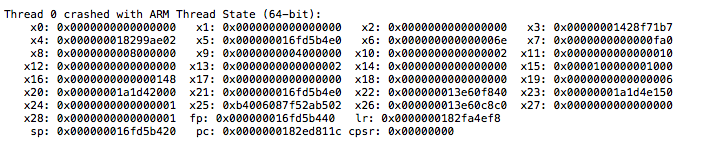 Thread 0 crashed with ARM Thread State (64-bit):
x0: 0x0000000000000000 x1: 0x0000000000000000 x2: 0x0000000000000000 x3: 0x00000001428f71b7
x4: 0x000000018299ae02 x5: 0x000000016fd5b4e0 x6: 0x000000000000006e x7: 0x0000000000000fa0
x8: 0x0000000008000000 x9: 0x0000000004000000 x10: 0x0000000000000002 x11: 0x0000000000000010
x12: 0x0000000000000000 x13: 0x0000000000000002 x14: 0x0000000000000000 x15: 0x0000100000001000
x16: 0x0000000000000148 x17: 0x0000000000000000 x18: 0x0000000000000000 x19: 0x0000000000000006
x20: 0x00000001a1d42000 x21: 0x000000016fd5b4e0 x22: 0x000000013e60f840 x23: 0x00000001a1d4e150
x24: 0x0000000000000001 x25: 0xb4006087f52ab502 x26: 0x000000013e60c8c0 x27: 0x0000000000000000
x28: 0x0000000000000001 fp: 0x000000016fd5b440 lr: 0x0000000182fa4ef8
sp: 0x000000016fd5b420 pc: 0x0000000182ed811c cpsr: 0x00000000